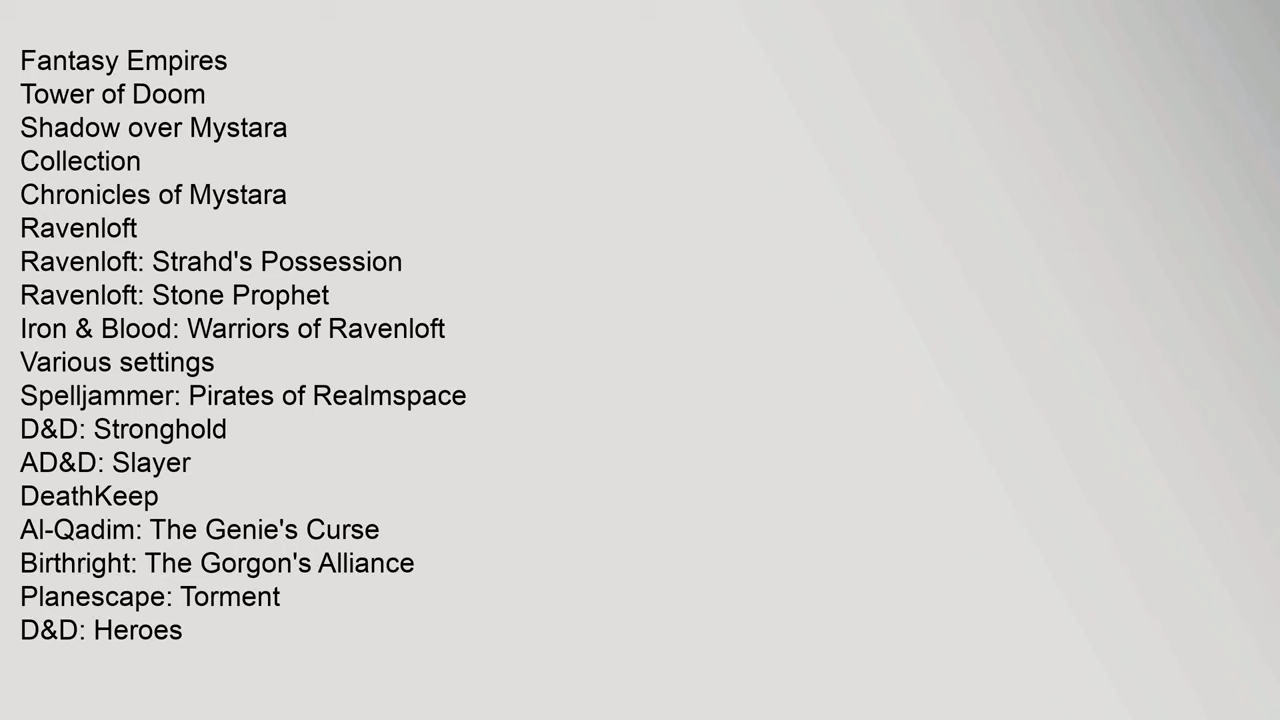 Fantasy Empires
Tower of Doom
Shadow over Mystara
Collection
Chronicles of Mystara
Ravenloft
Ravenloft: Strahd's Possession
Ravenloft: Stone Prophet
Iron & Blood: Warriors of Ravenloft
Various settings
Spelljammer: Pirates of Realmspace
D&D: Stronghold
AD&D: Slayer
DeathKeep
Al-Qadim: The Genie's Curse
Birthright: The Gorgon's Alliance
Planescape: Torment
D&D: Heroes